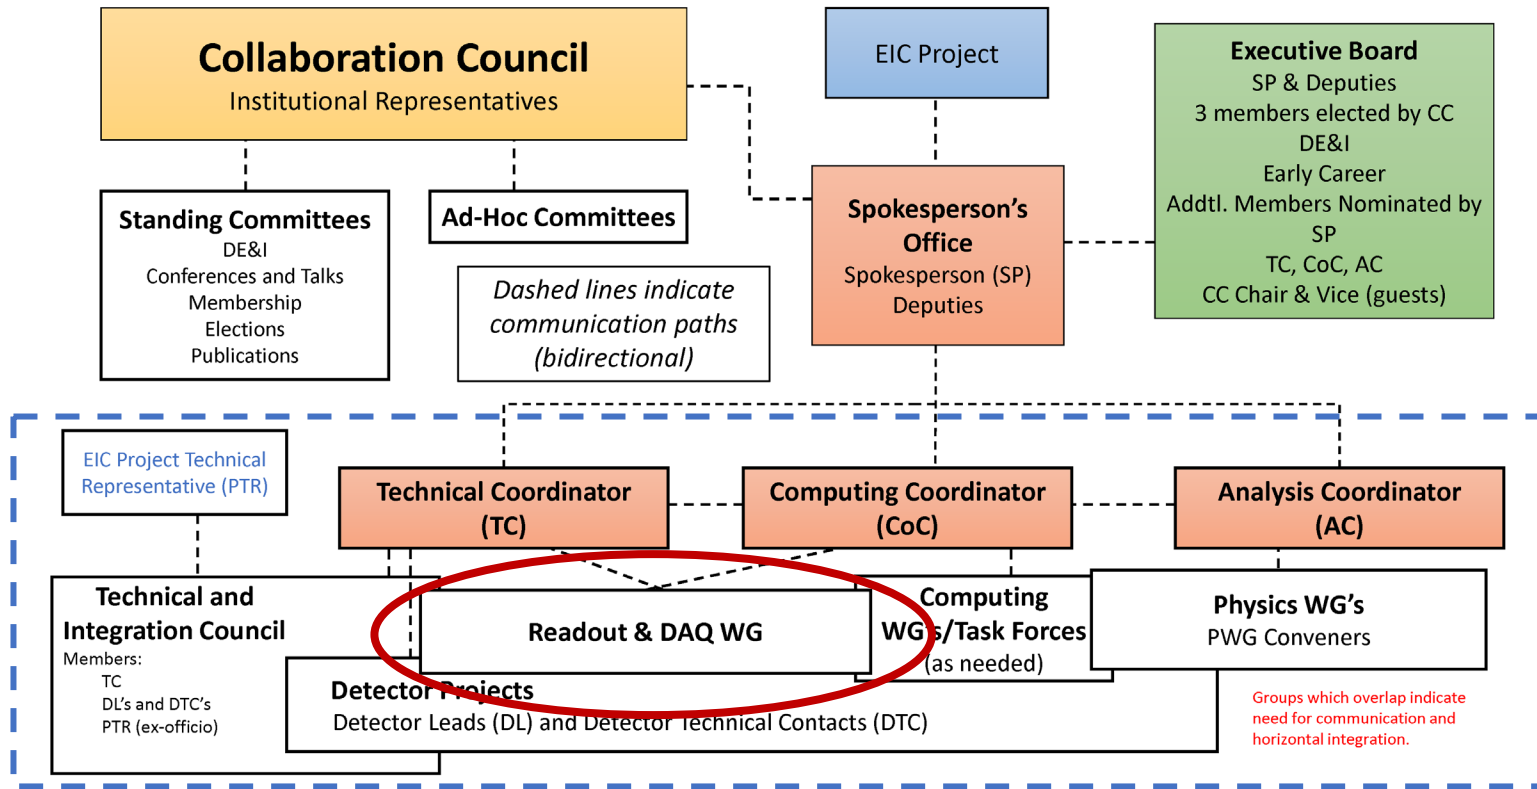 Collaboration Council
Institutional Representatives
EIC Project
Executive Board
SP & Deputies
3 members elected by CC
DE&I
Early Career
Addtl. Members Nominated by
SP
TC, CoC, AC
CC Chair & Vice (guests)
Standing Committees
DE&I
Conferences and Talks
Membership
Elections
Publications
Ad-Hoc Committees
Spokesperson's
Office
Spokesperson (SP)
Deputies
Dashed lines indicate
communication paths
(bidirectional)
EIC Project Technical
Representative (PTR)
Technical Coordinator
(TC)
Computing Coordinator
(CoC)
Analysis Coordinator
(AC)
Technical and
Integration Council
Members:
TC
DL's and DTC's
PTR (ex-officio)
Readout & DAQ WG
Computing
WG's/Task Forces
(as needed)
Physics WG's
PWG Conveners
Detector Projects
Detector Leads (DL) and Detector Technical Contacts (DTC)
Groups which overlap indicate
need for communication and
horizontal integration.